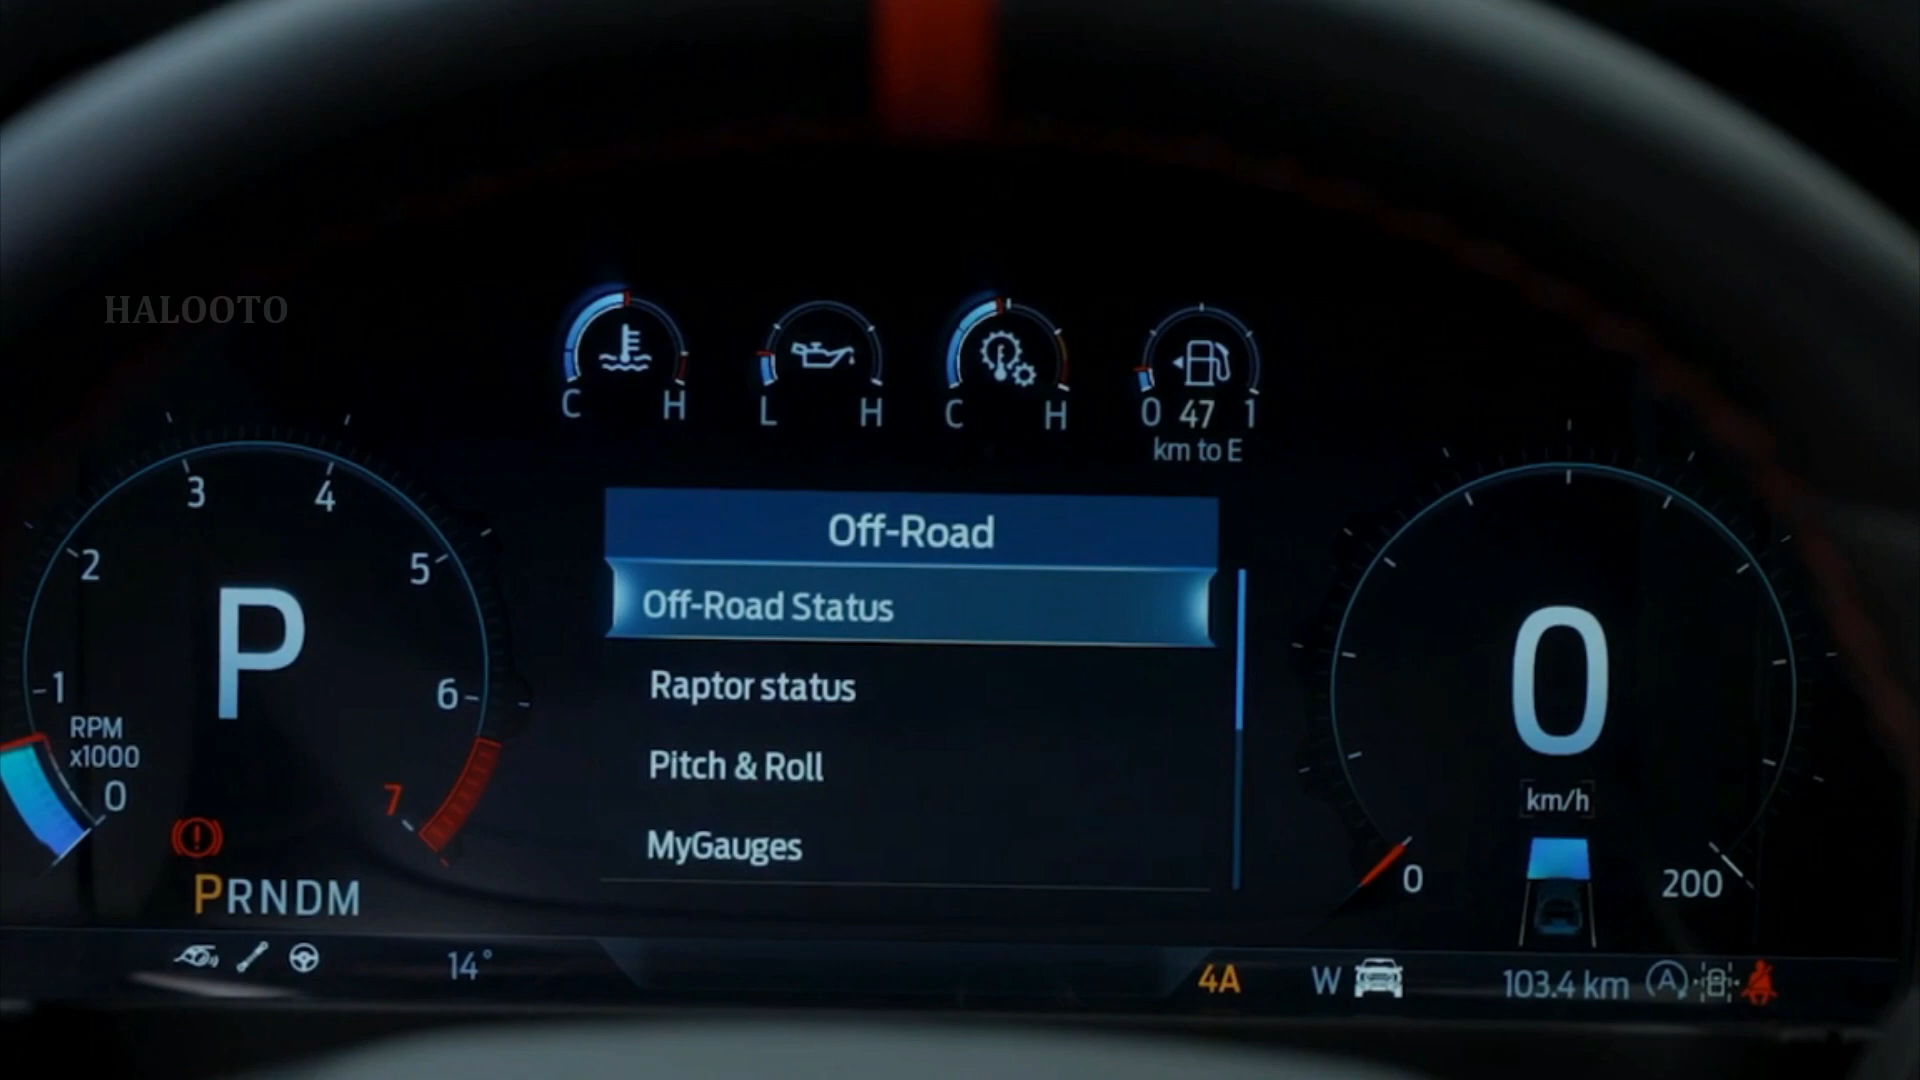 HALOOTO
C H
L H
C H
0 47 1
km to E
Off-Road
Off-Road Status
Raptor status
Pitch & Roll
MyGauges
0
1
2
3
4
5
6
7
RPM
x1000
P
PRNDM
14°
4A
W
0
km/h
0
200
103.4 km
A